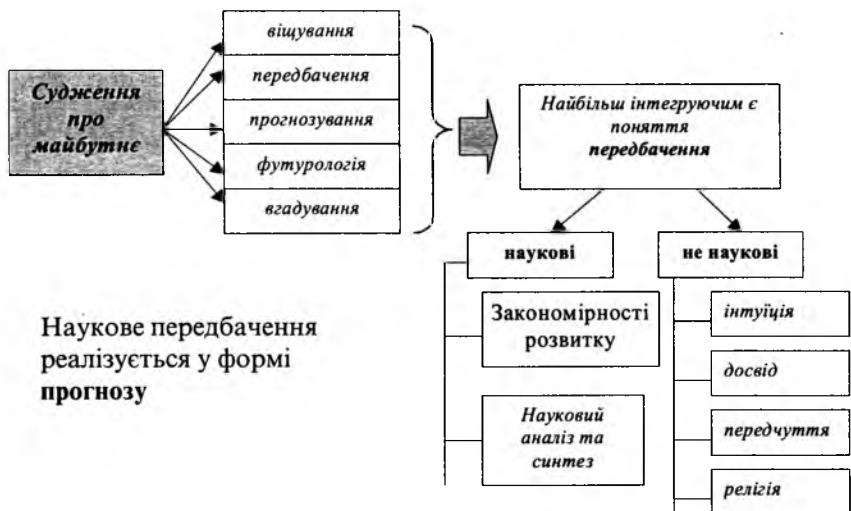 Судження
про
майбутнє
віщування
передбачення
прогнозування
футурологія
вгадування
Найбільш інтегруючим є
поняття
передбачення
наукові
не наукові
Закономірності
розвитку
Науковий
аналіз та
синтез
інтуїція
досвід
передчуття
релігія
Наукове передбачення
реалізується у формі
прогнозу